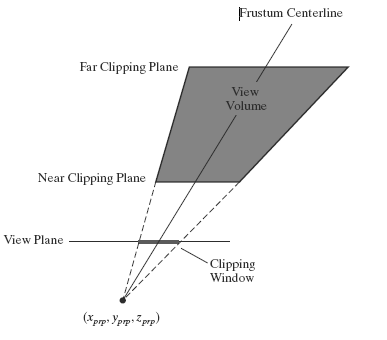 Frustum Centerline
Far Clipping Plane
View
Volume
Near Clipping Plane
View Plane
Clipping
Window
(x_prp, y_prp, z_prp)